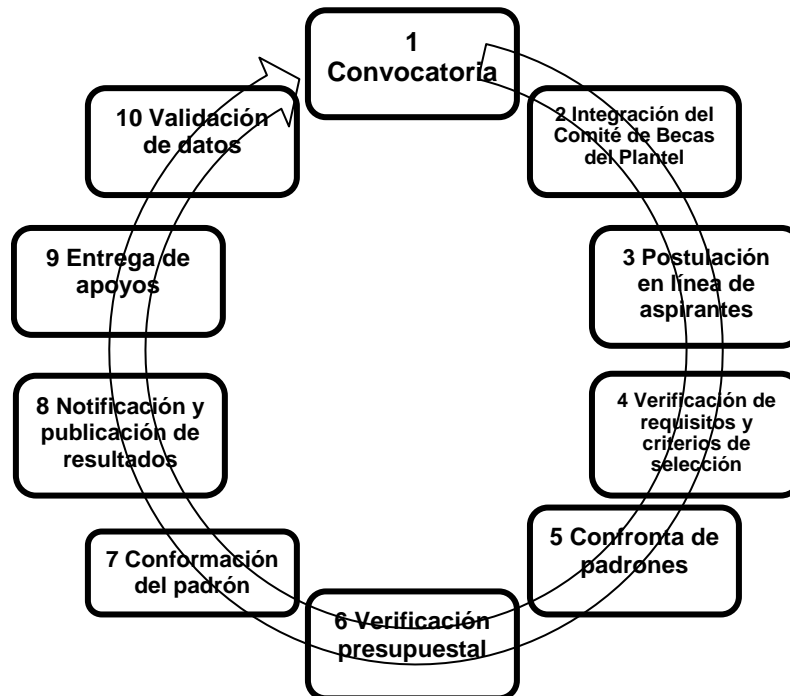 1
Convocatoria
2 Integración del
Comité de Becas
del Plantel
3 Postulación
en línea de
aspirantes
4 Verificación de
requisitos y
criterios de
selección
5 Confronta de
padrones
6 Verificación
presupuestal
7 Conformación
del padrón
8 Notificación y
publicación de
resultados
9 Entrega de
apoyos
10 Validación
de datos